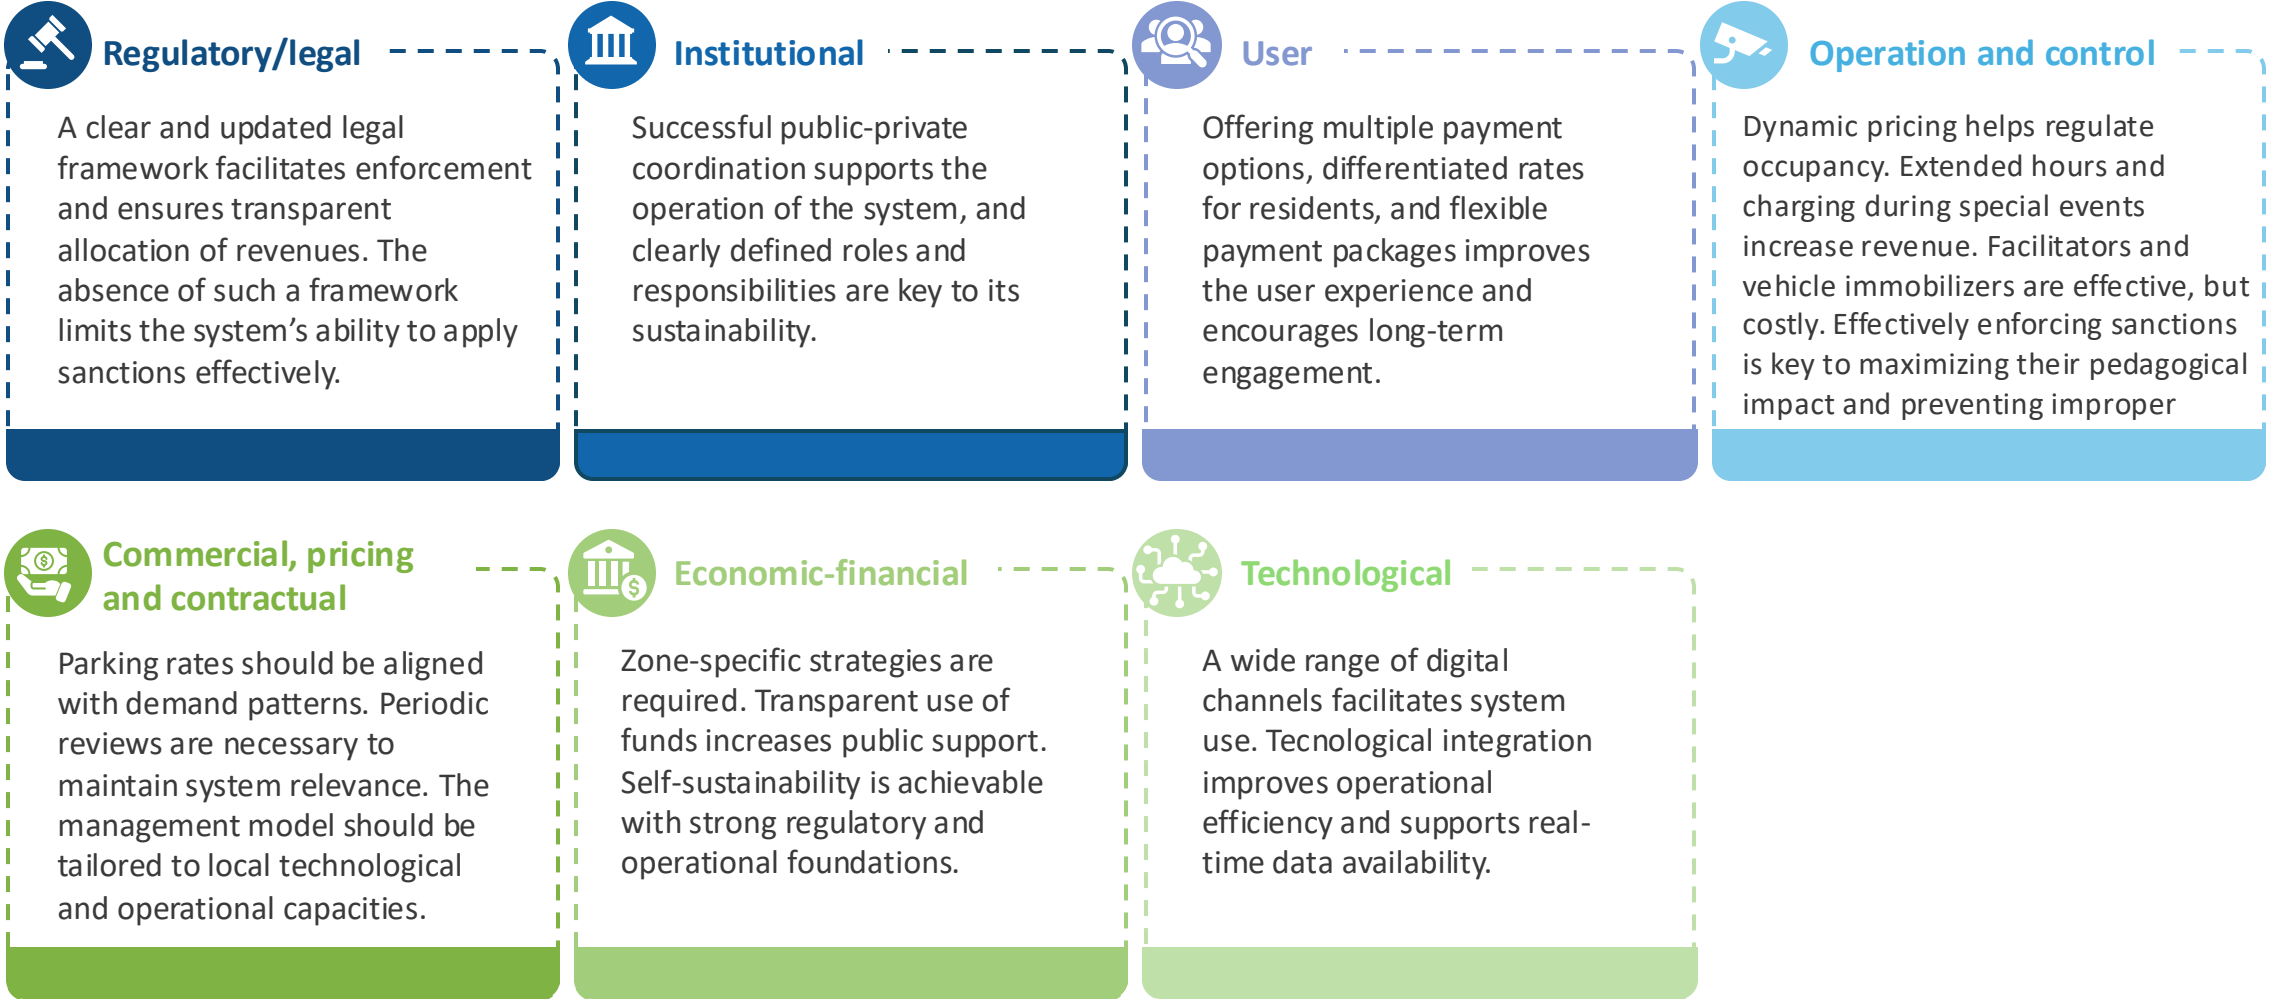 Regulatory/legal
A clear and updated legal
framework facilitates enforcement
and ensures transparent
allocation of revenues. The
absence of such a framework
limits the system's ability to apply
sanctions effectively.
Institutional
Successful public-private
coordination supports the
operation of the system, and
clearly defined roles and
responsibilities are key to its
sustainability.
User
Offering multiple payment
options, differentiated rates
for residents, and flexible
payment packages improves
the user experience and
encourages long-term
engagement.
Operation and control
Dynamic pricing helps regulate
occupancy. Extended hours and
charging during special events
increase revenue. Facilitators and
vehicle immobilizers are effective, but
costly. Effectively enforcing sanctions
is key to maximizing their pedagogical
impact and preventing improper
Commercial, pricing
and contractual
Parking rates should be aligned
with demand patterns. Periodic
reviews are necessary to
maintain system relevance. The
management model should be
tailored to local technological
and operational capacities.
Economic-financial
Zone-specific strategies are
required. Transparent use of
funds increases public support.
Self-sustainability is achievable
with strong regulatory and
operational foundations.
Technological
A wide range of digital
channels facilitates system
use. Tecnological integration
improves operational
efficiency and supports real-
time data availability.